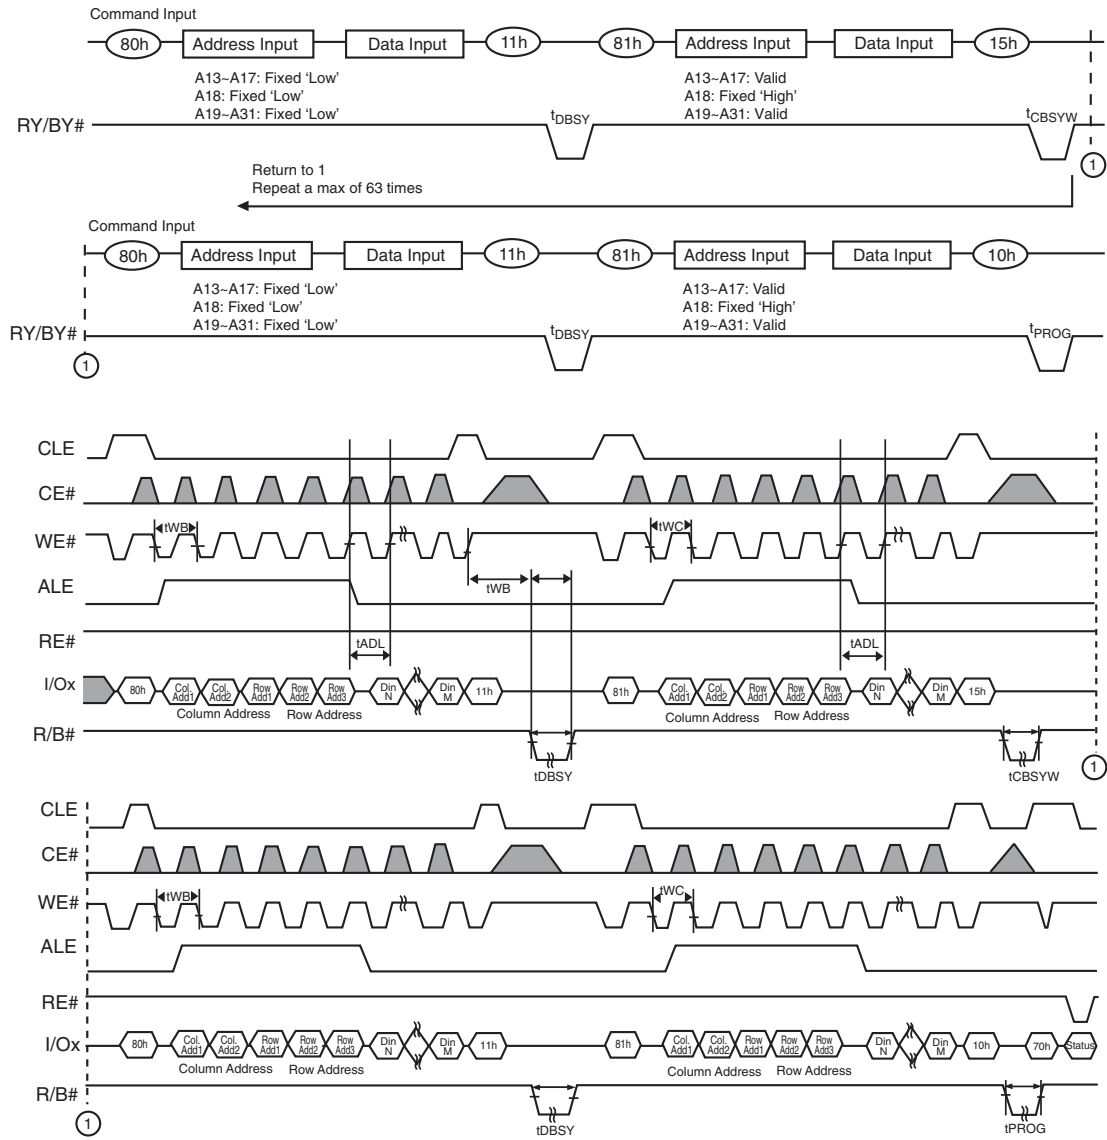 Command Input
80h Address Input Data Input 11h 81h Address Input Data Input 15h
A13~A17: Fixed 'Low' A13~A17: Valid
A18: Fixed 'Low' A18: Fixed 'High'
A19~A31: Fixed 'Low' A19~A31: Valid
RY/BY# tDBSY tCBSYW
1
Return to 1
Repeat a max of 63 times
Command Input
80h Address Input Data Input 11h 81h Address Input Data Input 10h
A13~A17: Fixed 'Low' A13~A17: Valid
A18: Fixed 'Low' A18: Fixed 'High'
A19~A31: Fixed 'Low' A19~A31: Valid
RY/BY# tDBSY tPROG
1
CLE
CE#
WE# tWB tWC
ALE tWB
RE# tADL tADL
I/Ox 80h Col. Add1 Col. Add2 Row Add1 Row Add2 Row Add3 Din N Din M 11h 81h Col. Add1 Col. Add2 Row Add1 Row Add2 Row Add3 Din N Din M 15h
Column Address Row Address Column Address Row Address
R/B# tDBSY tCBSYW
1
CLE
CE#
WE# tWB tWC
ALE
RE#
I/Ox 80h Col. Add1 Col. Add2 Row Add1 Row Add2 Row Add3 Din N Din M 11h 81h Col. Add1 Col. Add2 Row Add1 Row Add2 Row Add3 Din N Din M 10h 70h Status
Column Address Row Address Column Address Row Address
R/B# tDBSY tPROG
1